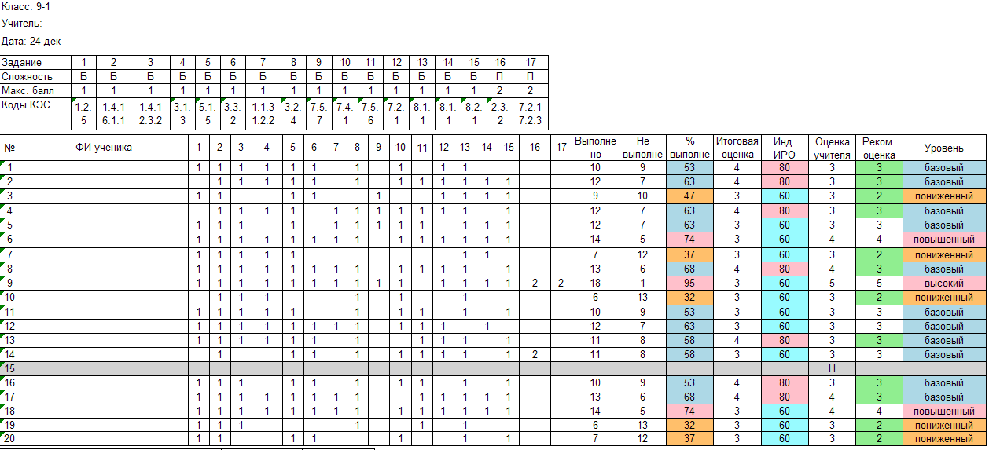 Класс: 9-1
Учитель:
Дата: 24 дек
Задание 1 2 3 4 5 6 7 8 9 10 11 12 13 14 15 16 17
Сложность Б Б Б Б Б Б Б Б Б Б Б Б Б Б Б П П
Макс. балл 1 1 1 1 1 1 1 1 1 1 1 1 1 1 1 2 2
Коды КЭС 1.2. 1.4.1 1.4.1 3.1. 5.1. 3.3. 1.1.3 3.2. 7.5. 7.4. 7.5. 7.2. 8.1. 8.1. 8.2. 2.3. 7.2.1
5 6.1.1 2.3.2 3 5 2 1.2.2 4 7 1 6 1 1 1 1 2 7.2.3
№ ФИ ученика 1 2 3 4 5 6 7 8 9 10 11 12 13 14 15 16 17 Выполне Не % Итоговая Инд. Оценка Реком. Уровень
но выполне выполне оценка ИРО учителя оценка
1 1 1 1 1 1 1 1 1 1 1 10 9 53 4 80 3 3 базовый
2 1 1 1 1 1 1 1 1 1 1 1 1 12 7 63 4 80 3 3 базовый
3 1 1 1 1 1 1 1 1 1 9 10 47 3 60 3 2 пониженный
4 1 1 1 1 1 1 1 1 1 1 1 1 12 7 63 4 80 3 3 базовый
5 1 1 1 1 1 1 1 1 1 1 1 1 12 7 63 3 60 3 3 базовый
6 1 1 1 1 1 1 1 1 1 1 1 1 1 1 14 5 74 3 60 4 4 повышенный
7 1 1 1 1 1 1 1 7 12 37 3 60 3 2 пониженный
8 1 1 1 1 1 1 1 1 1 1 1 1 1 13 6 68 4 80 4 3 базовый
9 1 1 1 1 1 1 1 1 1 1 1 1 1 1 2 2 18 1 95 3 60 5 5 высокий
10 1 1 1 1 1 1 6 13 32 3 60 3 2 пониженный
11 1 1 1 1 1 1 1 1 1 1 10 9 53 3 60 3 3 базовый
12 1 1 1 1 1 1 1 1 1 1 1 1 12 7 63 3 60 3 3 базовый
13 1 1 1 1 1 1 1 1 1 1 1 11 8 58 4 80 3 3 базовый
14 1 1 1 1 1 1 1 1 1 2 11 8 58 3 60 3 3 базовый
15 Н
16 1 1 1 1 1 1 1 1 1 1 10 9 53 4 80 3 3 базовый
17 1 1 1 1 1 1 1 1 1 1 1 1 1 13 6 68 4 80 4 3 базовый
18 1 1 1 1 1 1 1 1 1 1 1 1 1 1 14 5 74 3 60 4 4 повышенный
19 1 1 1 1 1 1 6 13 32 3 60 3 2 пониженный
20 1 1 1 1 1 1 1 7 12 37 3 60 3 2 пониженный